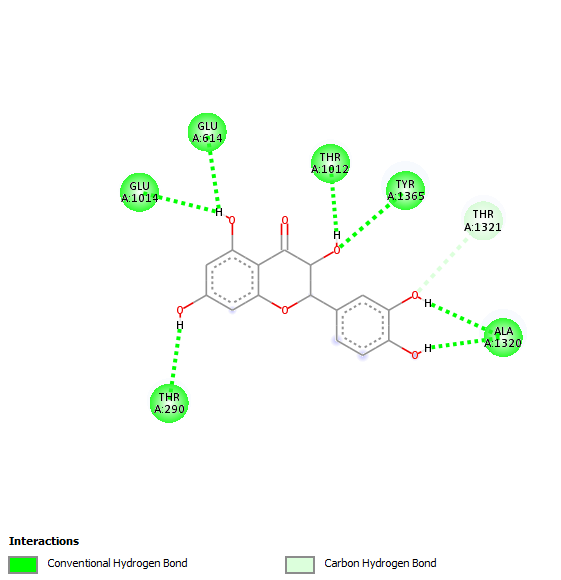 GLU
A:614
THR
A:1012
GLU
A:1014
TYR
A:1365
THR
A:1321
H
O
O
H
O
O
H
O
H
O
O
H
ALA
A:1320
H
O
THR
A:290
Interactions
Conventional Hydrogen Bond
Carbon Hydrogen Bond